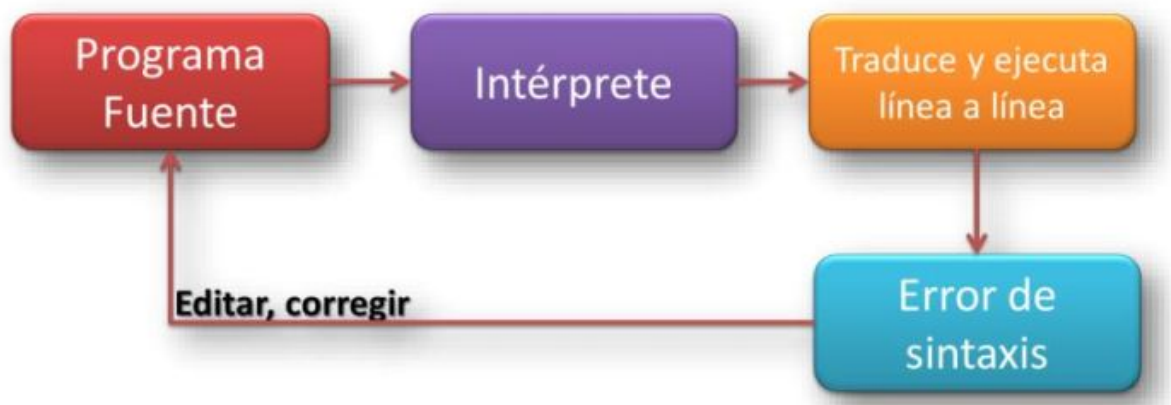 Programa
Fuente
Intérprete
Traduce y ejecuta
línea a línea
Error de
sintaxis
Editar, corregir